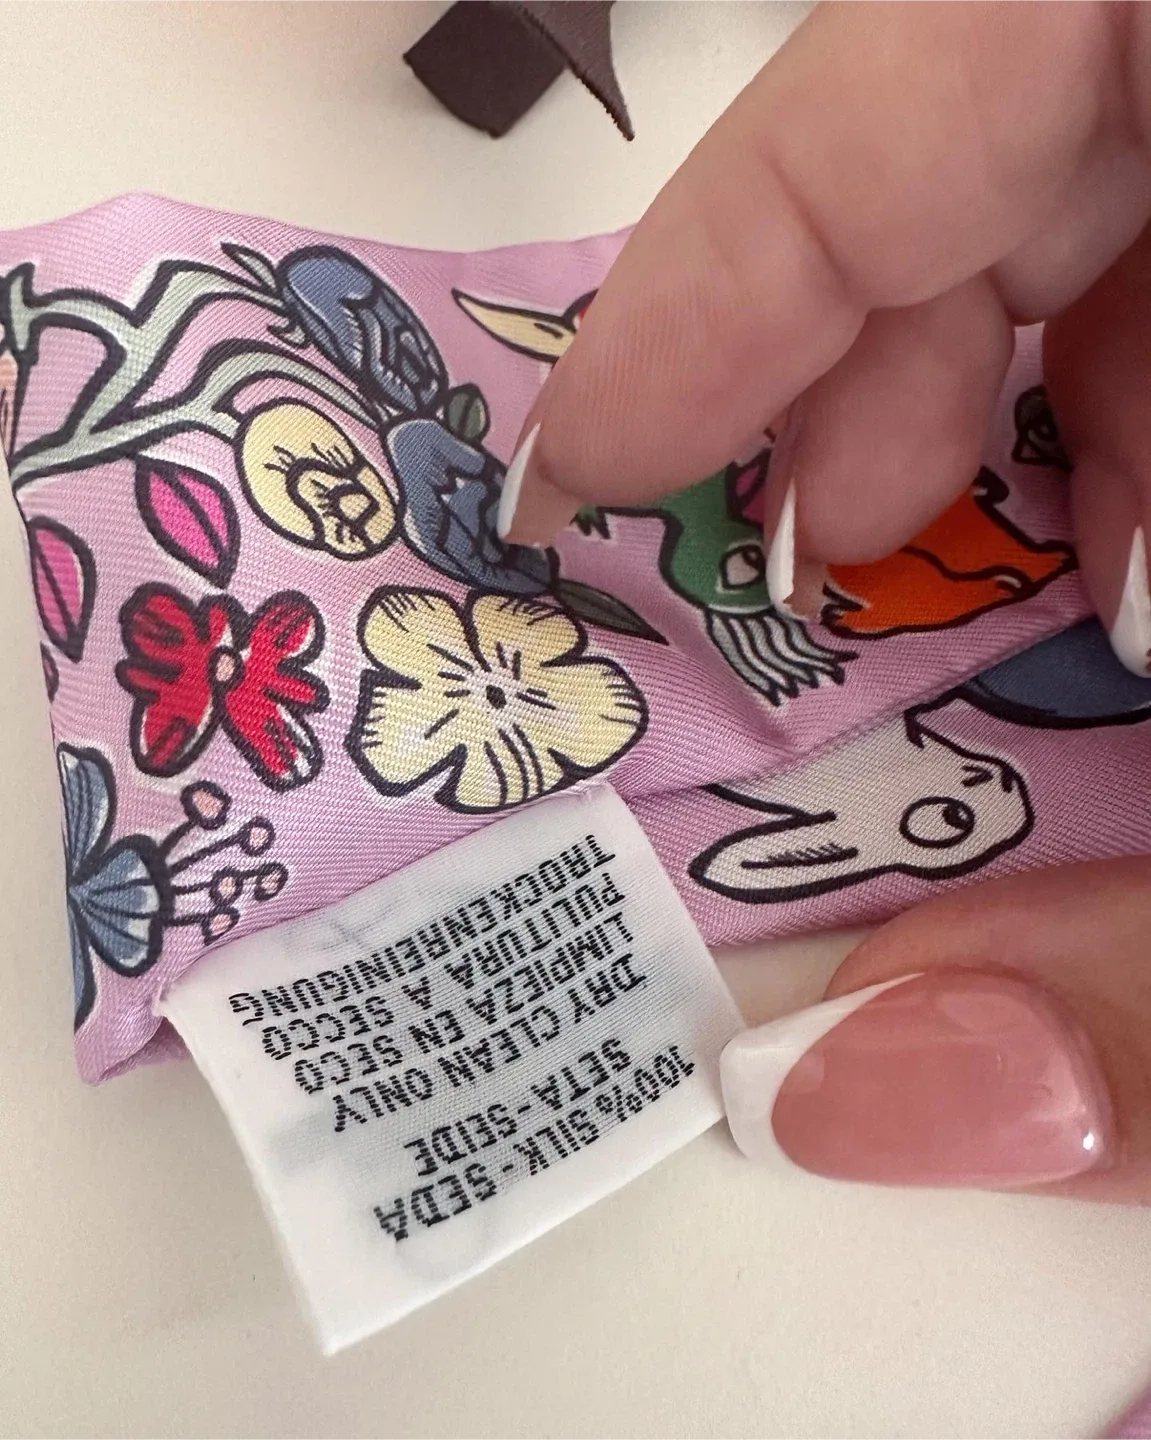 100% SILK - SEDA
SETA - SEIDE
DRY CLEAN ONLY
LIMPIEZA EN SECO
PULITURA A SECCO
TROCKENREINIGUNG